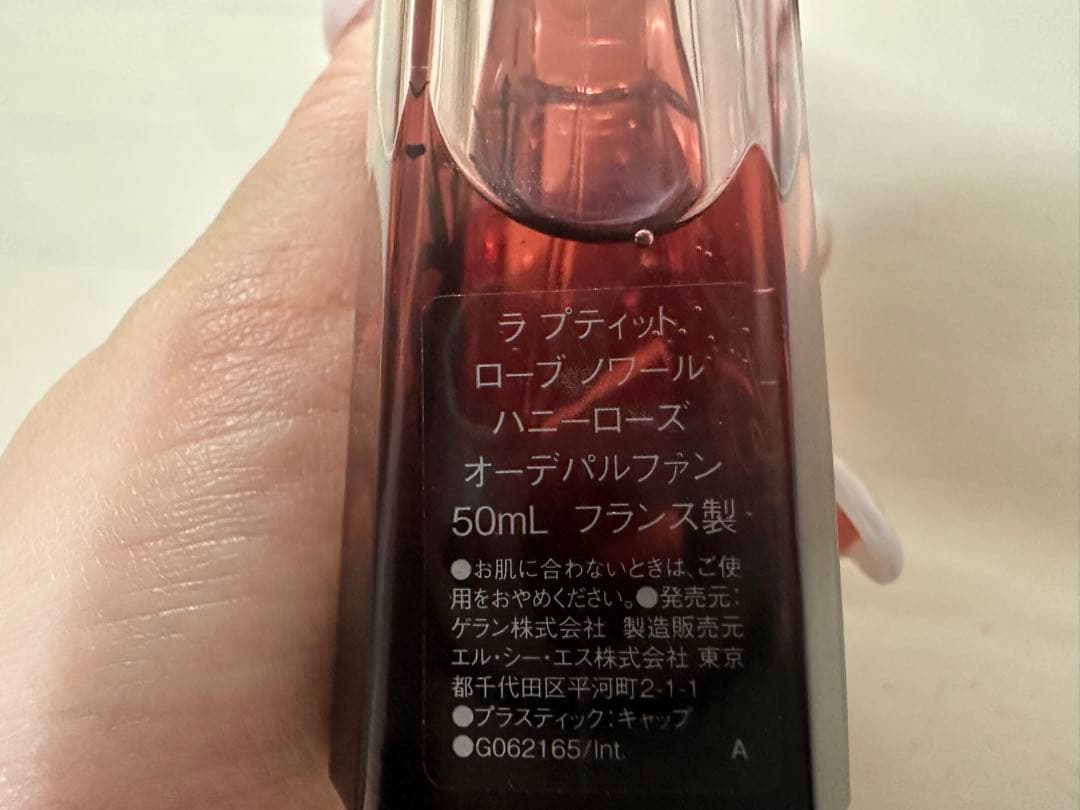 ラ プティット
ローブ ノワール
ハニーローズ
オーデパルファン
50mL フランス製
●お肌に合わないときは、ご使
用をおやめください。●発売元:
ゲラン株式会社 製造販売元
エル・シー・エス株式会社 東京
都千代田区平河町2-1-1
●プラスティック:キャップ
●G062165/Int. A